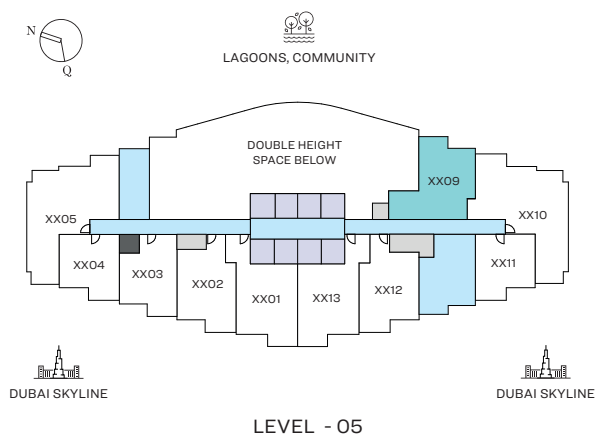 N
Q
LAGOONS, COMMUNITY
DOUBLE HEIGHT
SPACE BELOW
XX09
XX05
XX10
XX04
XX03
XX02
XX01
XX13
XX12
XX11
DUBAI SKYLINE
DUBAI SKYLINE
LEVEL - 05